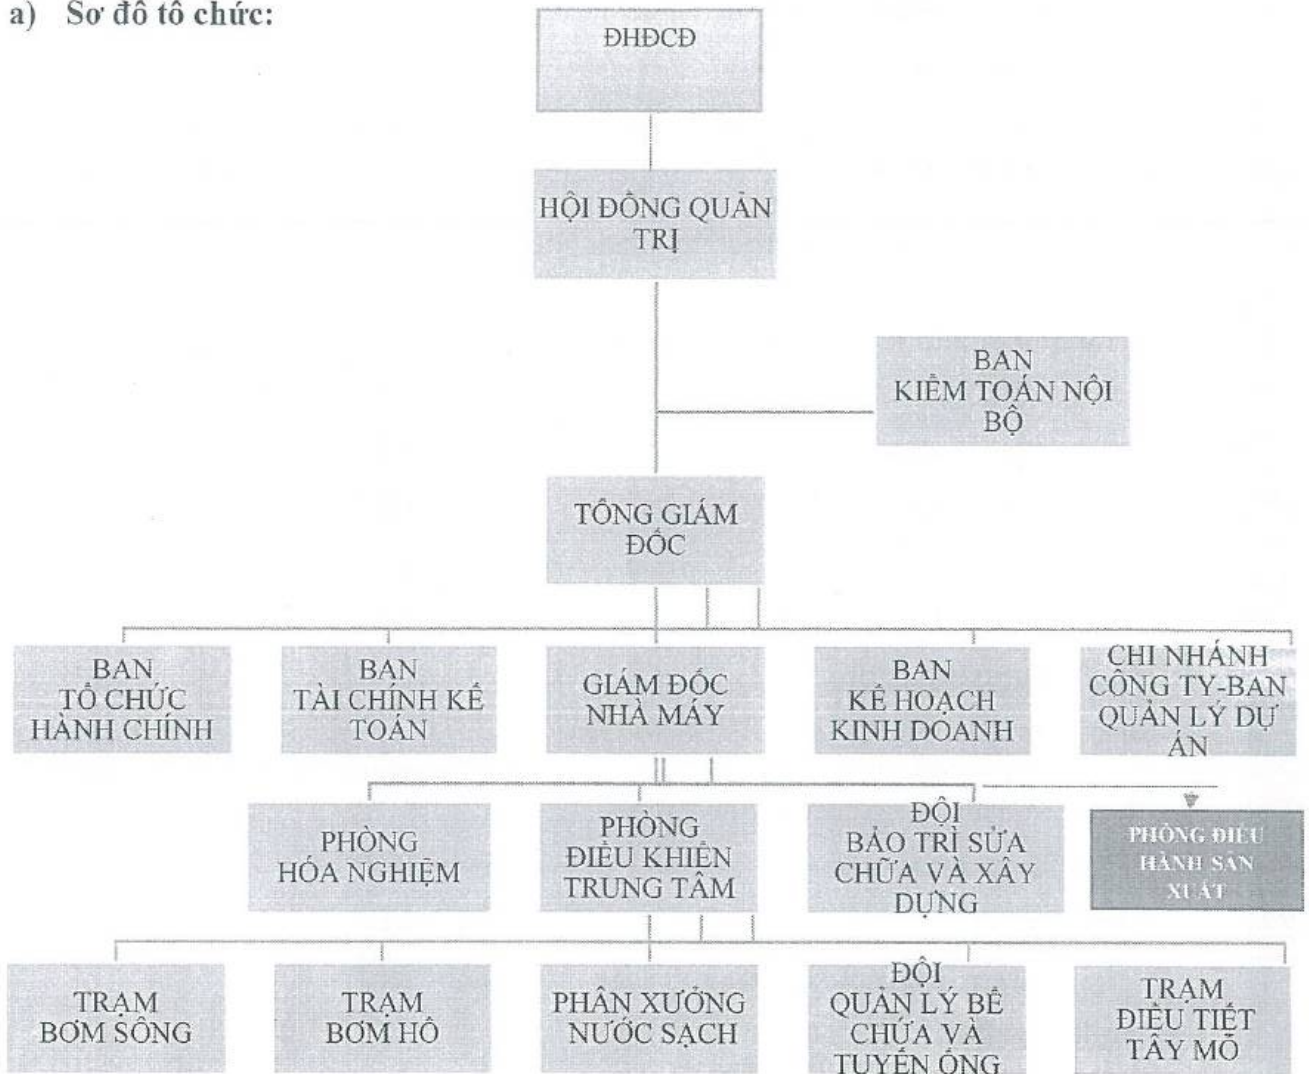 a) Sơ đồ tổ chức:
ĐHĐCĐ
HỘI ĐỒNG QUẢN
TRỊ
BAN
KIỂM TOÁN NỘI
BỘ
TỔNG GIÁM
ĐỐC
BAN
TỔ CHỨC
HÀNH CHÍNH
BAN
TÀI CHÍNH KẾ
TOÁN
GIÁM ĐỐC
NHÀ MÁY
BAN
KẾ HOẠCH
KINH DOANH
CHI NHÁNH
CÔNG TY-BAN
QUẢN LÝ DỰ
ÁN
PHÒNG
HÓA NGHIỆM
PHÒNG
ĐIỀU KHIỂN
TRUNG TÂM
ĐỘI
BẢO TRÌ SỬA
CHỮA VÀ XÂY
DỰNG
PHÒNG ĐIỀU
HÀNH SẢN
XUẤT
TRẠM
BƠM SÔNG
TRẠM
BƠM HỒ
PHÂN XƯỞNG
NƯỚC SẠCH
ĐỘI
QUẢN LÝ BỂ
CHỨA VÀ
TUYẾN ỐNG
TRẠM
ĐIỀU TIẾT
TÂY MỖ